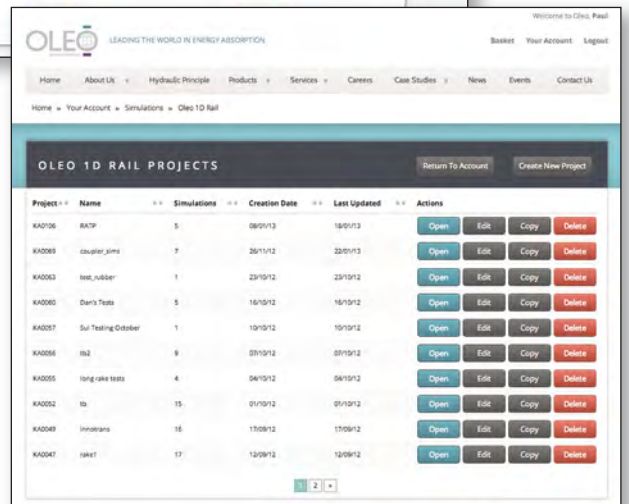 Welcome to Oleo, Paul
OLEO LEADING THE WORLD IN ENERGY ABSORPTION
Basket Your Account Logout
Home About Us Hydraulic Principle Products Services Careers Case Studies News Events Contact Us
Home » Your Account » Simulations » Oleo 1D Rail
OLEO 1D RAIL PROJECTS Return To Account Create New Project
Project Name Simulations Creation Date Last Updated Actions
KA0106 RATP 5 08/01/13 18/01/13 Open Edit Copy Delete
KA0069 coupler_sims 7 26/11/12 22/01/13 Open Edit Copy Delete
KA0063 test_rubber 1 23/10/12 23/10/12 Open Edit Copy Delete
KA0060 Dan's Tests 5 16/10/12 16/10/12 Open Edit Copy Delete
KA0057 Sul Testing October 1 10/10/12 10/10/12 Open Edit Copy Delete
KA0056 9 07/10/12 07/10/12 Open Edit Copy Delete
KA0055 long rake tests 4 04/10/12 04/10/12 Open Edit Copy Delete
KA0052 15 01/10/12 01/10/12 Open Edit Copy Delete
KA0049 innotrans 16 17/09/12 17/09/12 Open Edit Copy Delete
KA0047 rake1 17 12/09/12 12/09/12 Open Edit Copy Delete
1 2 »